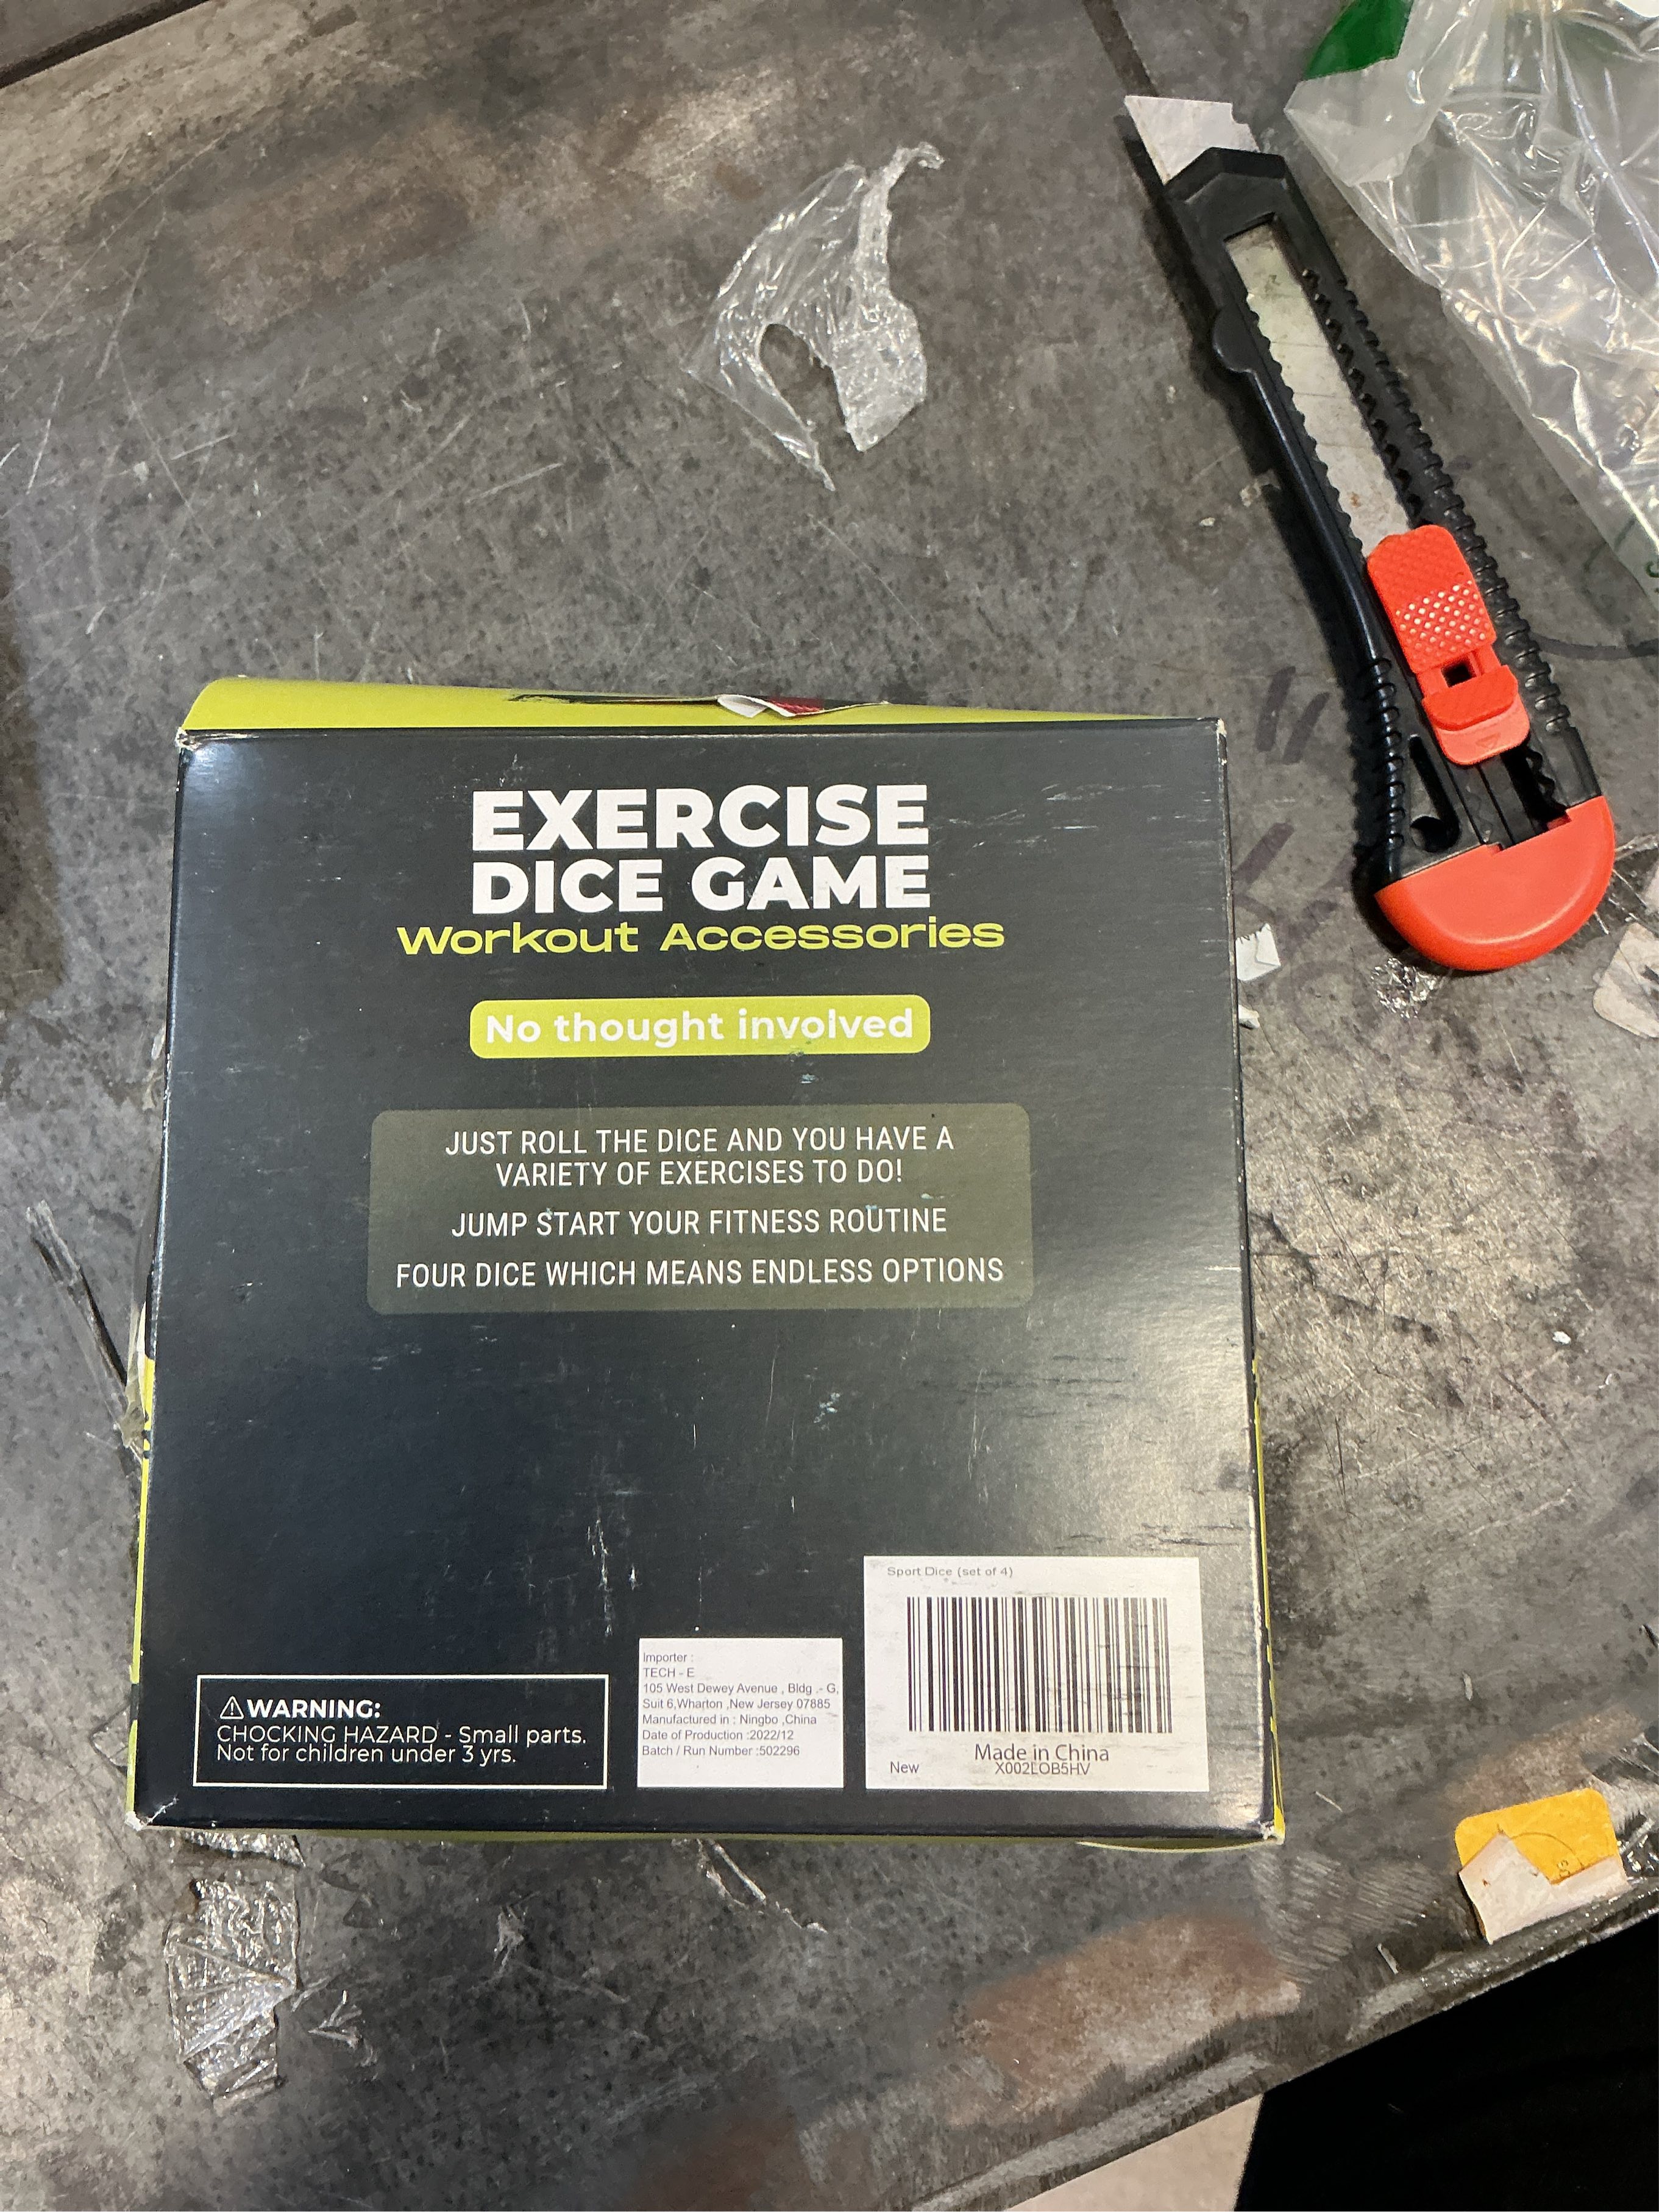 EXERCISE
DICE GAME
Workout Accessories
No thought involved
JUST ROLL THE DICE AND YOU HAVE A
VARIETY OF EXERCISES TO DO!
JUMP START YOUR FITNESS ROUTINE
FOUR DICE WHICH MEANS ENDLESS OPTIONS
WARNING:
CHOCKING HAZARD - Small parts.
Not for children under 3 yrs.
Importer :
TECH - E
105 West Dewey Avenue , Bldg .- G,
Suit 6,Wharton ,New Jersey 07885
Manufactured in : Ningbo ,China
Date of Production :2022/12
Batch / Run Number :502296
Sport Dice (set of 4)
Made in China
New X002LOB5HV